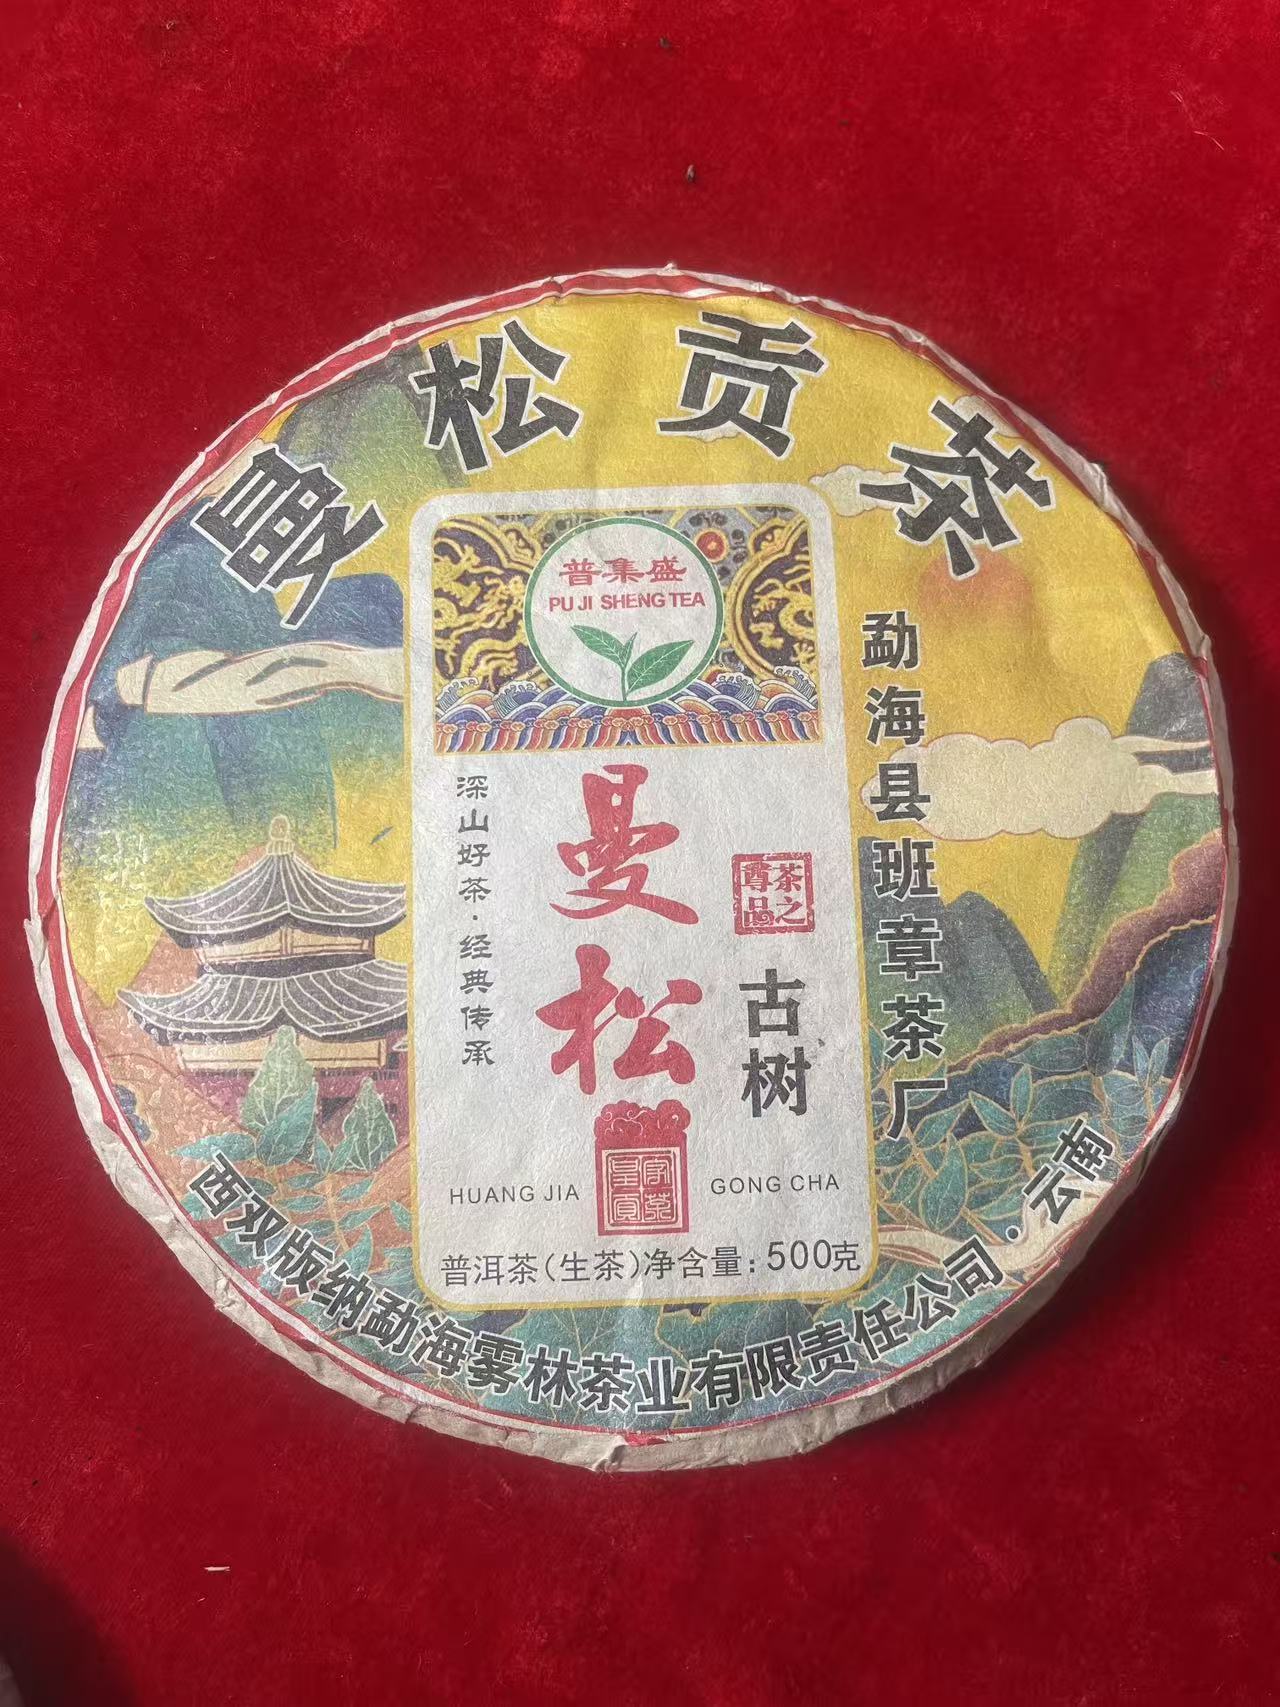 曼松贡茶
普集盛
PU JI SHENG TEA
勐海县班章茶厂
深山好茶·经典传承
曼松
茶之
尊品
古树
皇家
贡茶
HUANG JIA
GONG CHA
普洱茶(生茶)净含量:500克
西双版纳勐海雾林茶业有限责任公司·云南